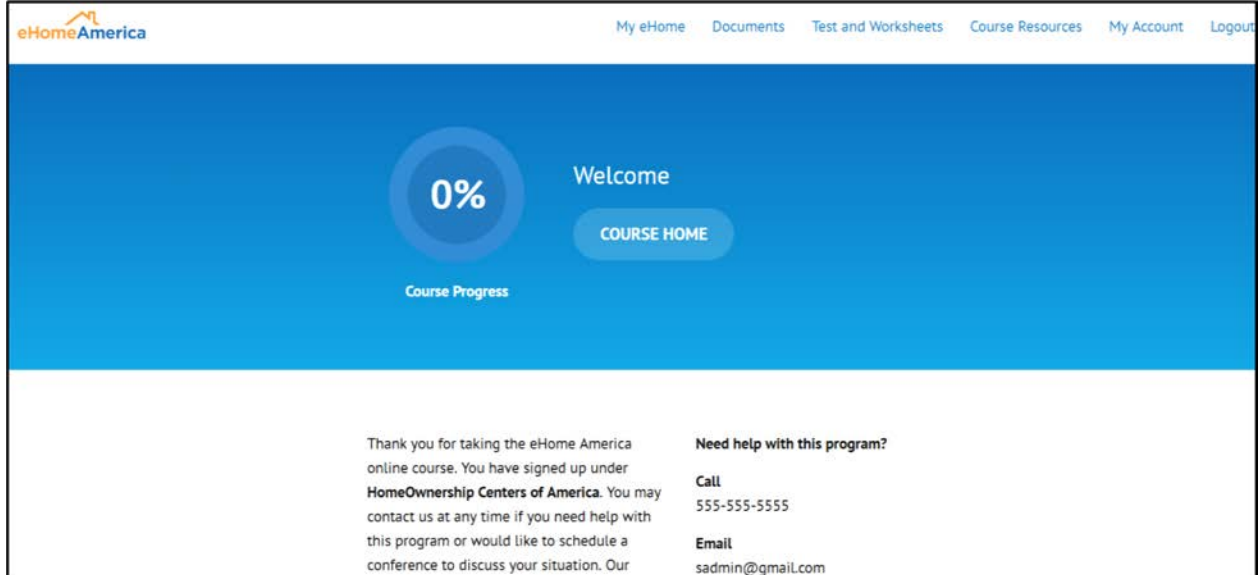 eHomeAmerica
My eHome Documents Test and Worksheets Course Resources My Account Logout
0%
Course Progress
Welcome
COURSE HOME
Thank you for taking the eHome America
online course. You have signed up under
HomeOwnership Centers of America. You may
contact us at any time if you need help with
this program or would like to schedule a
conference to discuss your situation. Our
Need help with this program?
Call
555-555-5555
Email
sadmin@gmail.com